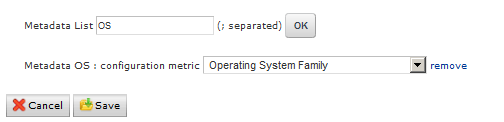 Metadata List OS (; separated) OK
Metadata OS : configuration metric Operating System Family remove
Cancel Save